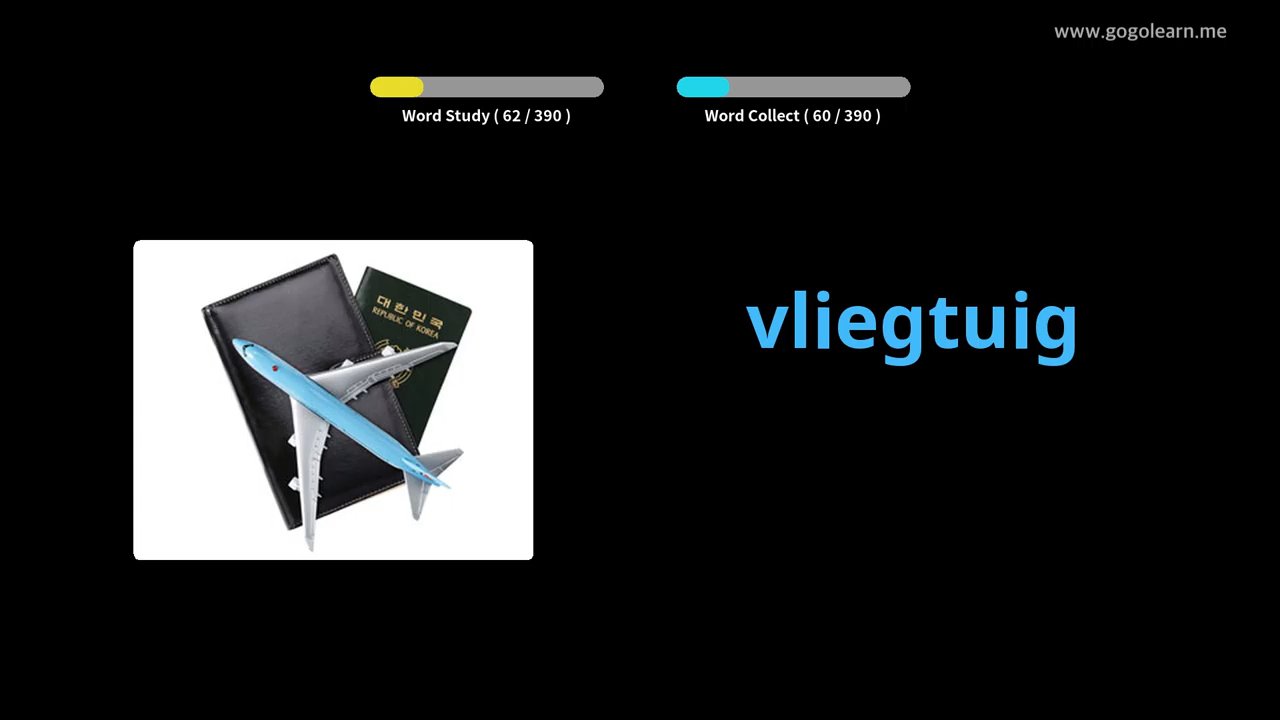 www.gogolearn.me
Word Study ( 62 / 390 )
Word Collect ( 60 / 390 )
대한민국
REPUBLIC OF KOREA
vliegtuig